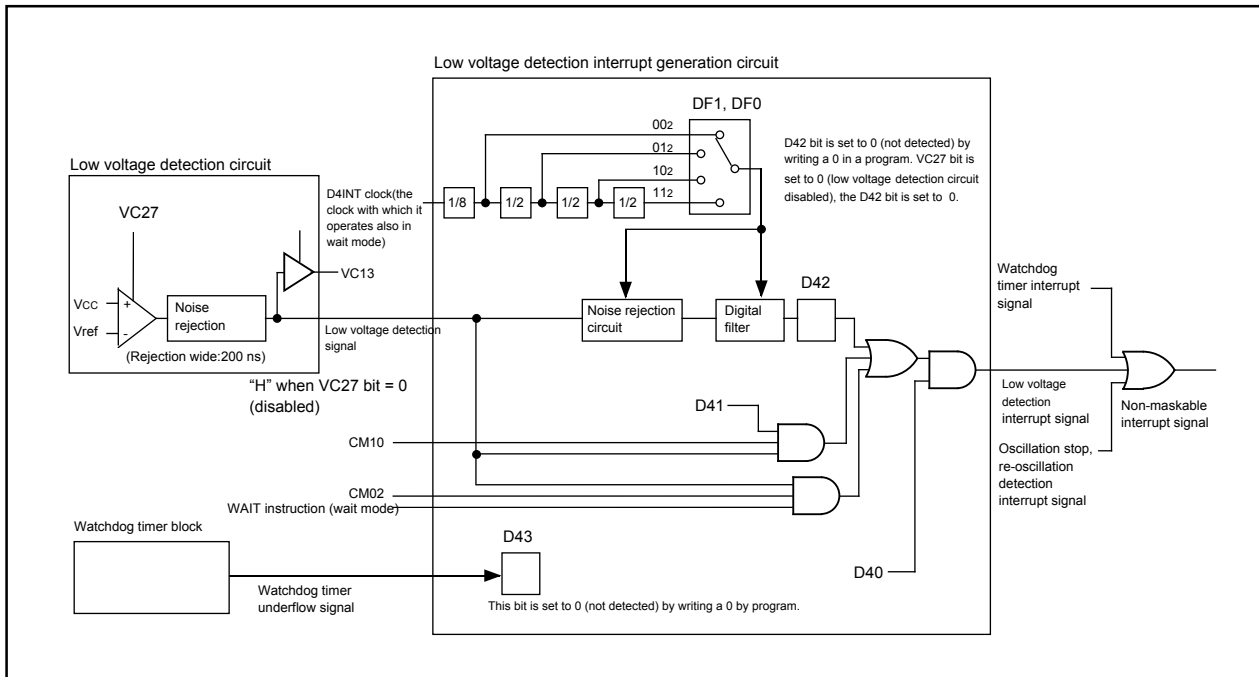 Low voltage detection interrupt generation circuit
DF1, DF0
002
012
102
112
D42 bit is set to 0 (not detected) by
writing a 0 in a program. VC27 bit is
set to 0 (low voltage detection circuit
disabled), the D42 bit is set to 0.
Low voltage detection circuit
VC27
D4INT clock(the
clock with which it
operates also in
wait mode)
1/8
1/2
1/2
1/2
VC13
VCC
+
Vref
-
Noise
rejection
(Rejection wide:200 ns)
Low voltage detection
signal
"H" when VC27 bit = 0
(disabled)
Noise rejection
circuit
Digital
filter
D42
Watchdog
timer interrupt
signal
D41
CM10
CM02
WAIT instruction (wait mode)
Low voltage
detection
interrupt signal
Non-maskable
interrupt signal
Oscillation stop,
re-oscillation
detection
interrupt signal
Watchdog timer block
Watchdog timer
underflow signal
D43
D40
This bit is set to 0 (not detected) by writing a 0 by program.